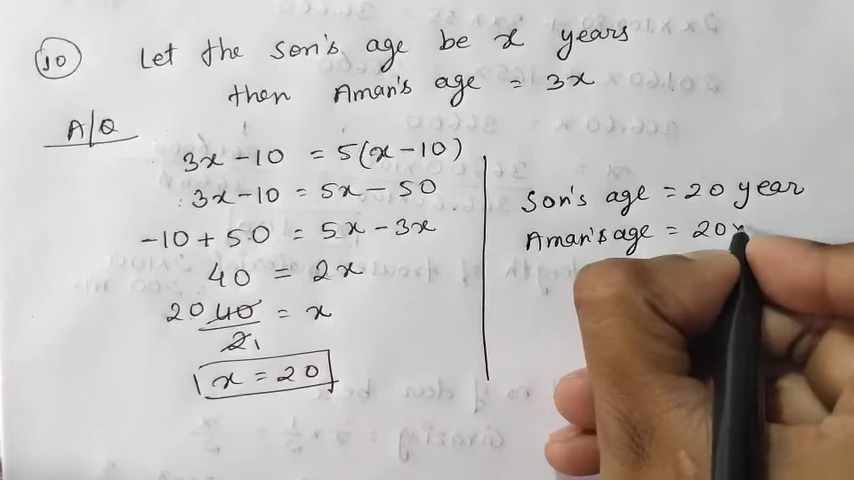 10 Let the Son's age be x years
then Aman's age = 3x
A/Q
3x - 10 = 5(x - 10)
3x - 10 = 5x - 50
-10 + 50 = 5x - 3x
40 = 2x
20 40/2 1 = x
x = 20
Son's age = 20 year
Aman's age = 20